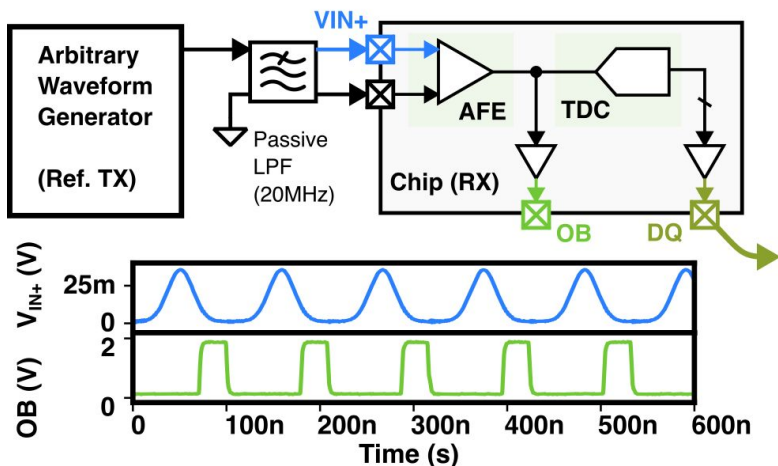 VIN+
Arbitrary
Waveform
Generator
(Ref. TX)
Passive
LPF
(20MHz)
AFE
TDC
Chip (RX)
OB
DQ
VIN+ (V)
25m
0
OB (V)
2
0
0
100n
200n
300n
400n
500n
600n
Time (s)